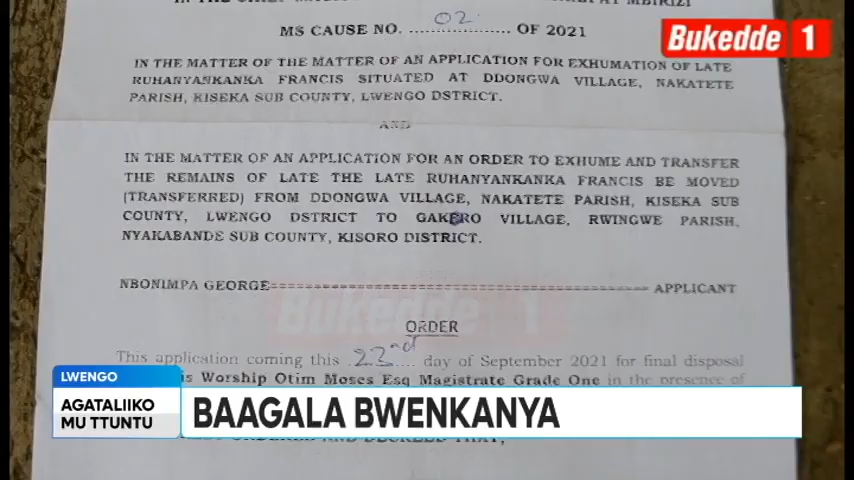 MBIRIZI
MS CAUSE NO. 02. OF 2021
Bukedde 1
IN THE MATTER OF THE MATTER OF AN APPLICATION FOR EXHUMATION OF LATE
RUHANYANKANKA FRANCIS SITUATED AT DDONGWA VILLAGE, NAKATETE
PARISH, KISEKA SUB COUNTY, LWENGO DSTRICT.
AND
IN THE MATTER OF AN APPLICATION FOR AN ORDER TO EXHUME AND TRANSFER
THE REMAINS OF LATE THE LATE RUHANYANKANKA FRANCIS BE MOVED
(TRANSFERRED) FROM DDONGWA VILLAGE, NAKATETE PARISH, KISEKA SUB
COUNTY, LWENGO DSTRICT TO GAKERO VILLAGE, RWINGWE PARISH,
NYAKABANDE SUB COUNTY, KISORO DISTRICT.
NBONIMPA GEORGE==================================== APPLICANT
Bukedde 1
ORDER
This application coming this 22nd day of September 2021 for final disposal
Worship Otim Moses Esq Magistrate Grade One in the presence of
LWENGO
AGATALIIKO
MU TTUNTU
BAAGALA BWENKANYA